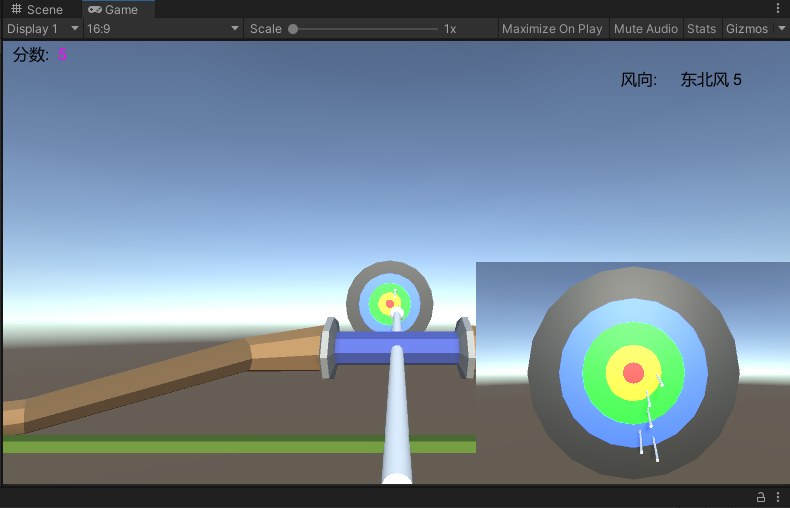 Scene Game
Display 1 16:9 Scale 1x Maximize On Play Mute Audio Stats Gizmos
分数: 5
风向: 东北风 5